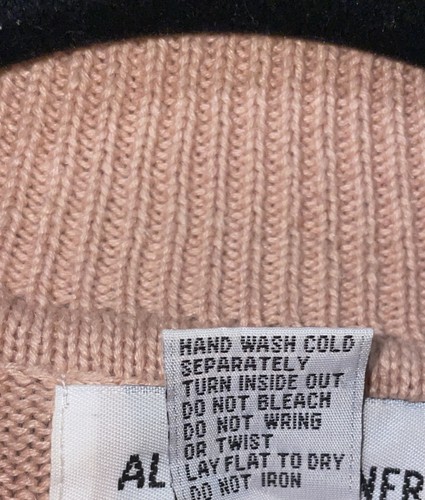 HAND WASH COLD
SEPARATELY
TURN INSIDE OUT
DO NOT BLEACH
DO NOT WRING
OR TWIST
LAY FLAT TO DRY
DO NOT IRON